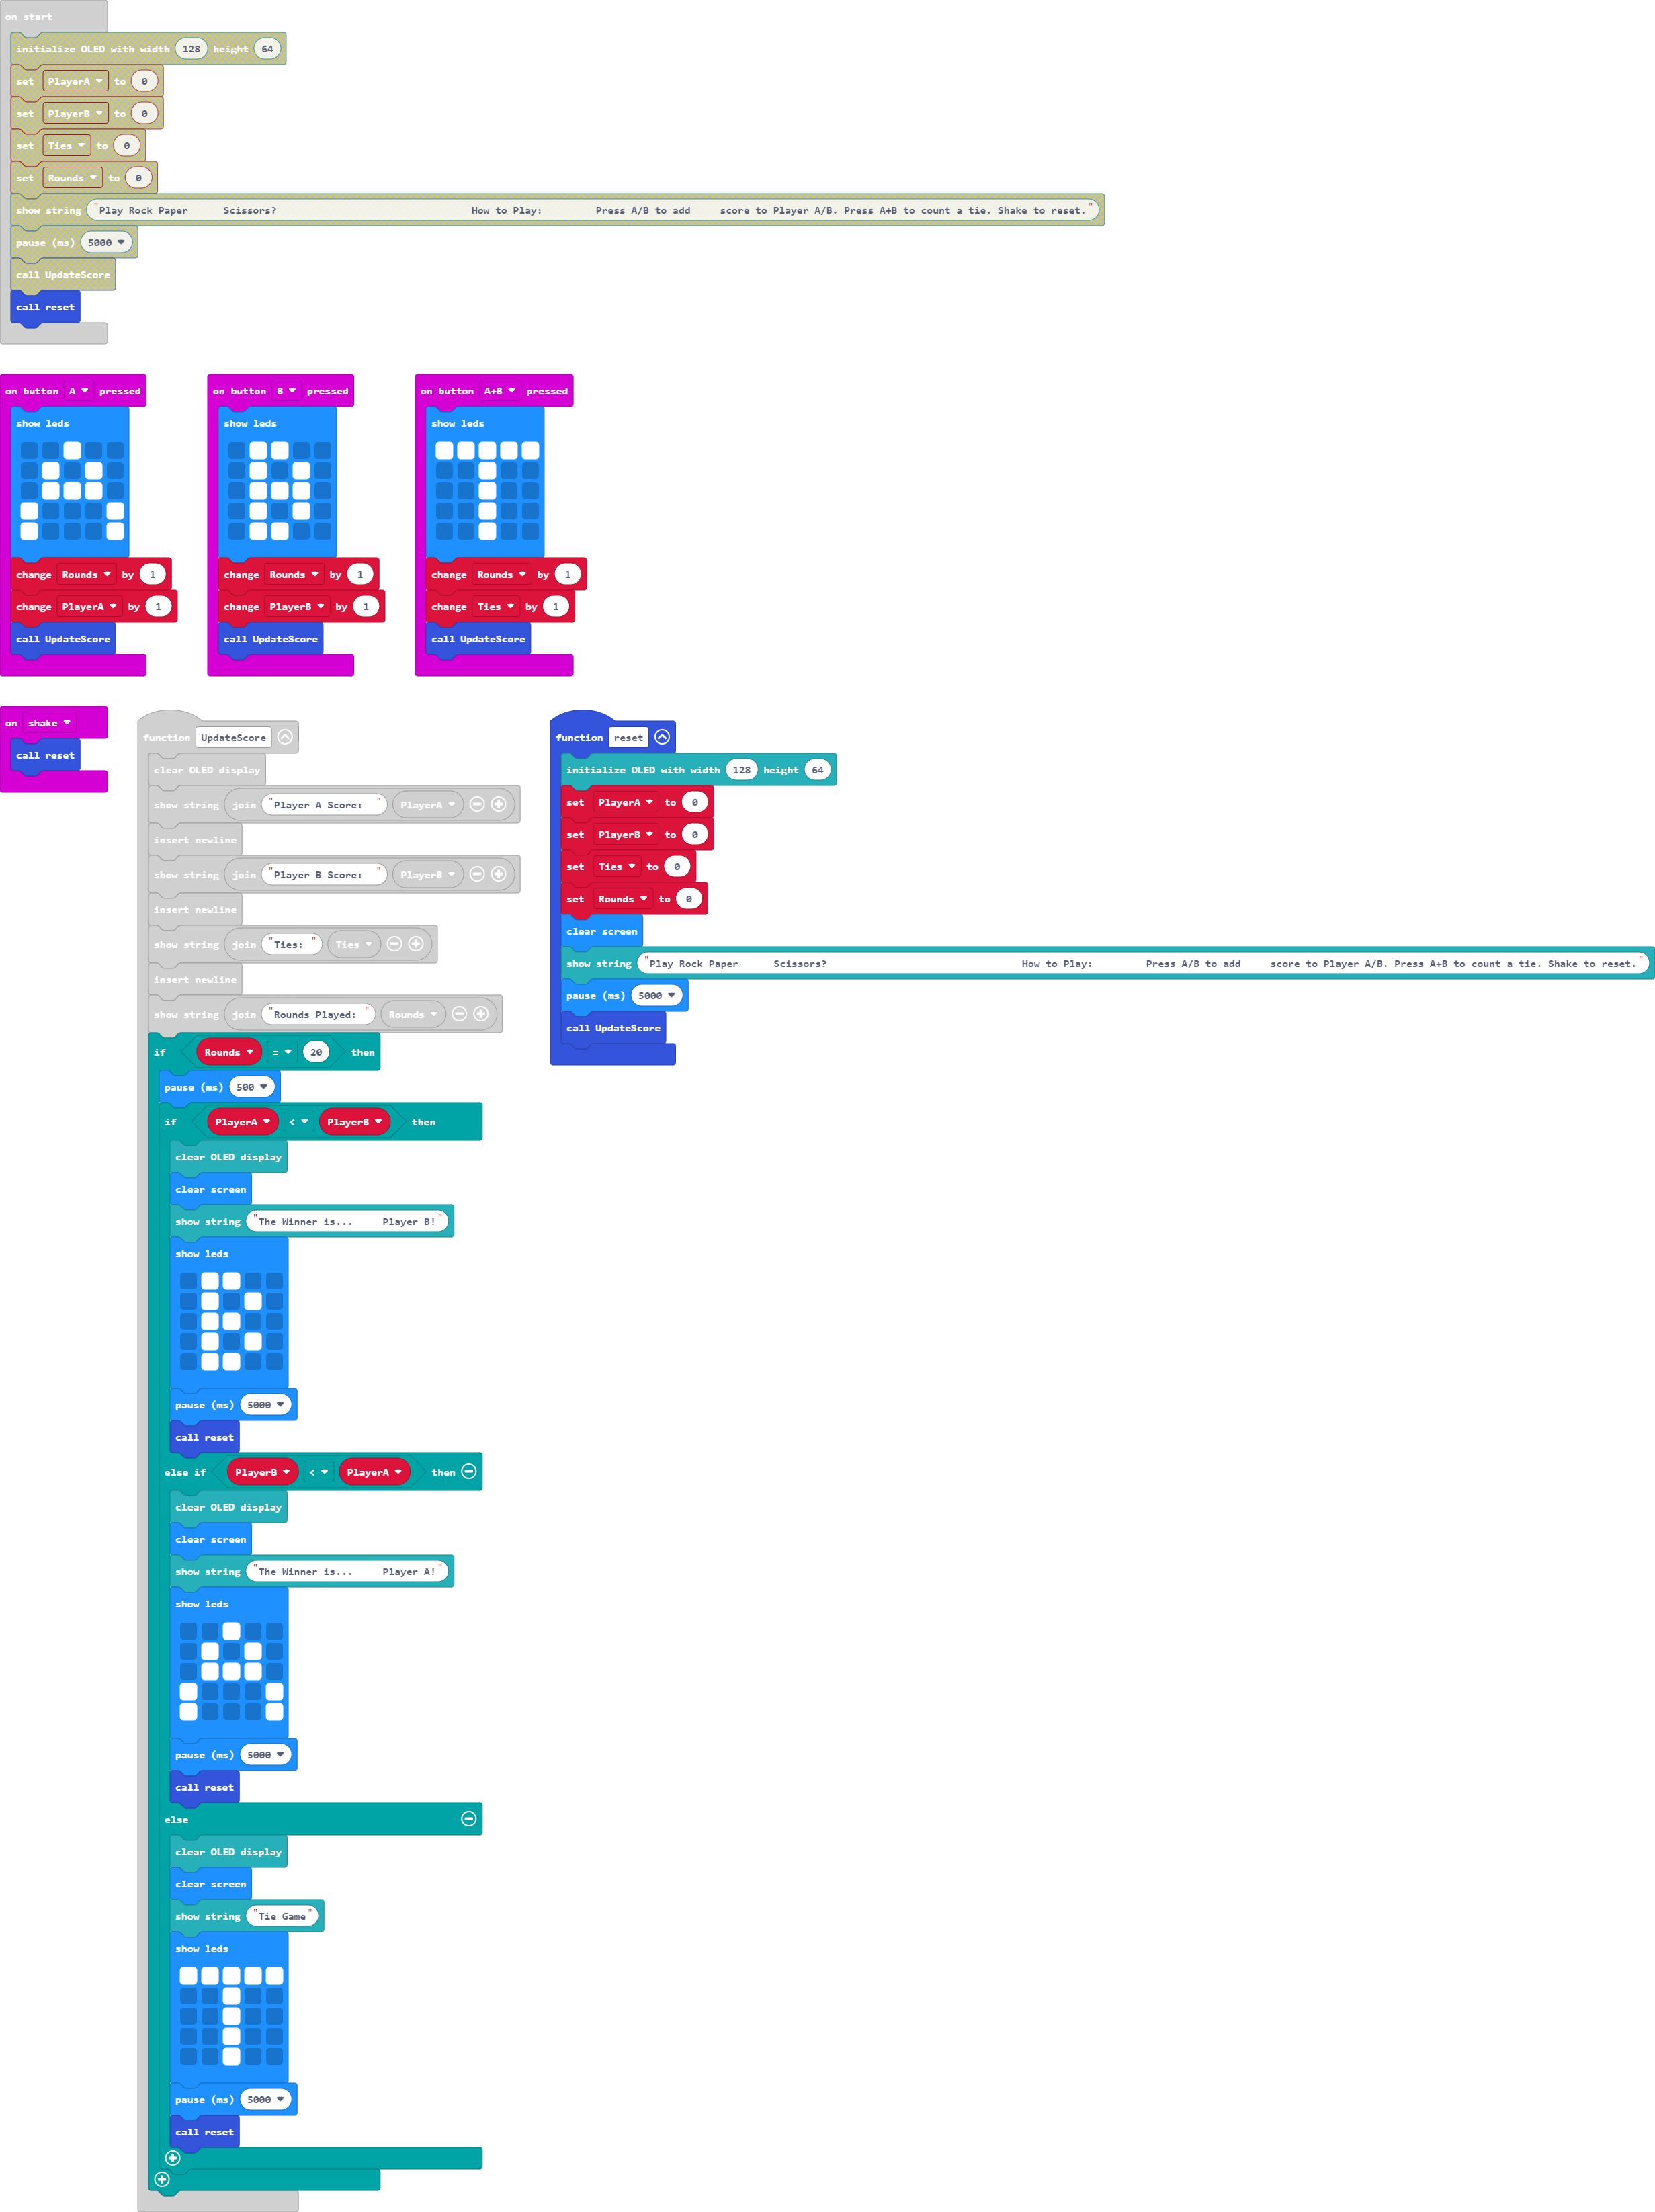 on start
initialize OLED with width 128 height 64
set PlayerA to 0
set PlayerB to 0
set Ties to 0
set Rounds to 0
show string "Play Rock Paper      Scissors?                                 How to Play:         Press A/B to add     score to Player A/B. Press A+B to count a tie. Shake to reset."
pause (ms) 5000
call UpdateScore
call reset
on button A pressed
show leds
change Rounds by 1
change PlayerA by 1
call UpdateScore
on button B pressed
show leds
change Rounds by 1
change PlayerB by 1
call UpdateScore
on button A+B pressed
show leds
change Rounds by 1
change Ties by 1
call UpdateScore
on shake
call reset
function UpdateScore
clear OLED display
show string join "Player A Score:  " PlayerA
insert newline
show string join "Player B Score:  " PlayerB
insert newline
show string join "Ties: " Ties
insert newline
show string join "Rounds Played:  " Rounds
if Rounds = 20 then
pause (ms) 500
if PlayerA < PlayerB then
clear OLED display
clear screen
show string "The Winner is...     Player B!"
show leds
pause (ms) 5000
call reset
else if PlayerB < PlayerA then
clear OLED display
clear screen
show string "The Winner is...     Player A!"
show leds
pause (ms) 5000
call reset
else
clear OLED display
clear screen
show string "Tie Game"
show leds
pause (ms) 5000
call reset
function reset
initialize OLED with width 128 height 64
set PlayerA to 0
set PlayerB to 0
set Ties to 0
set Rounds to 0
clear screen
show string "Play Rock Paper      Scissors?                                 How to Play:         Press A/B to add     score to Player A/B. Press A+B to count a tie. Shake to reset."
pause (ms) 5000
call UpdateScore